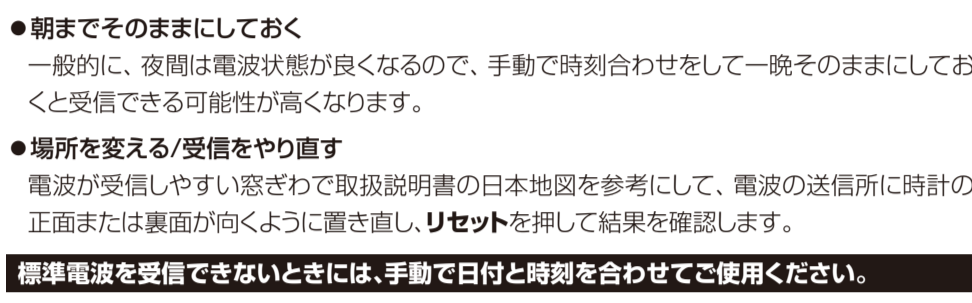 ●朝までそのままにしておく
一般的に、夜間は電波状態が良くなるので、手動で時刻合わせをして一晩そのままにしてお
くと受信できる可能性が高くなります。
●場所を変える/受信をやり直す
電波が受信しやすい窓ぎわで取扱説明書の日本地図を参考にして、電波の送信所に時計の
正面または裏面が向くように置き直し、リセットを押して結果を確認します。
標準電波を受信できないときには、手動で日付と時刻を合わせてご使用ください。